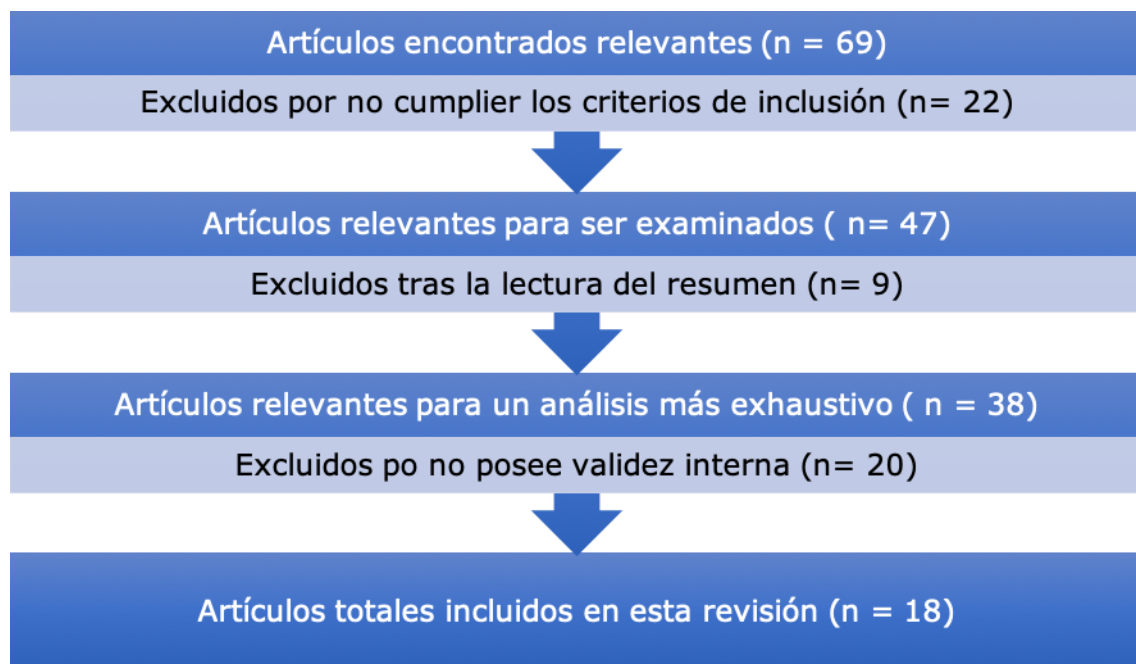 Artículos encontrados relevantes (n = 69)
Excluidos por no cumplier los criterios de inclusión (n= 22)
Artículos relevantes para ser examinados ( n= 47)
Excluidos tras la lectura del resumen (n= 9)
Artículos relevantes para un análisis más exhaustivo ( n = 38)
Excluidos po no posee validez interna (n= 20)
Artículos totales incluidos en esta revisión (n = 18)